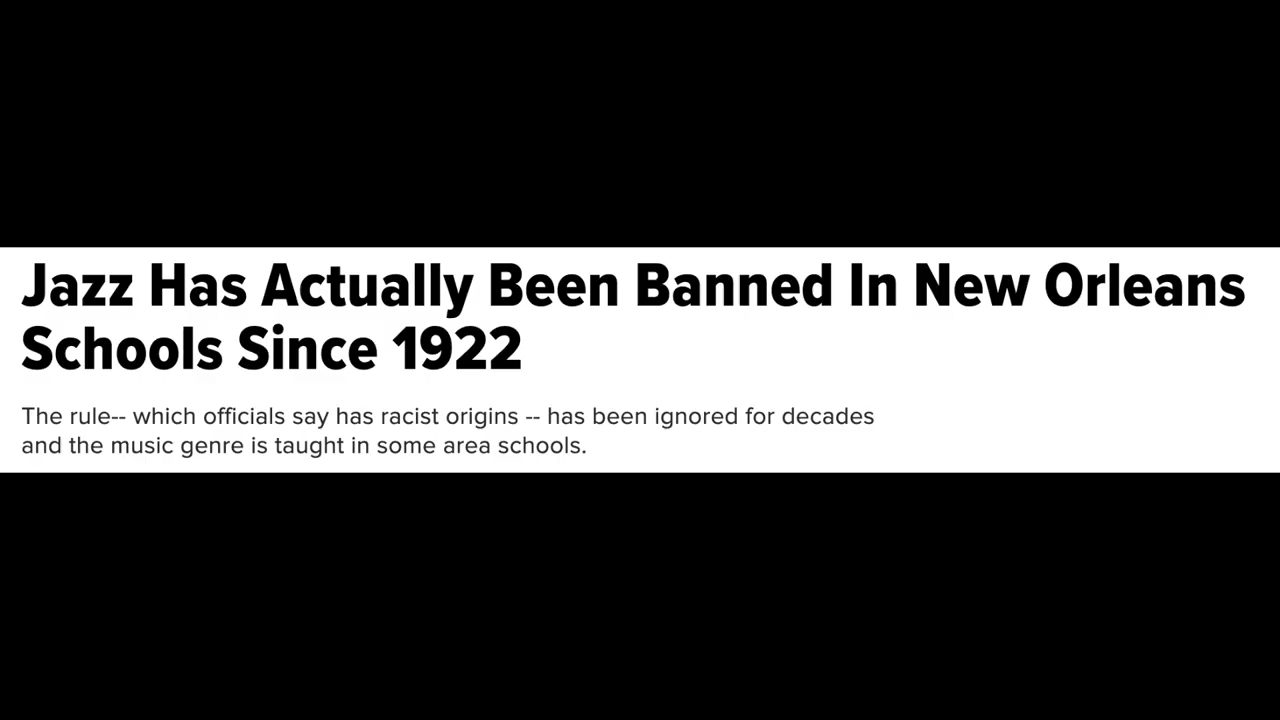 Jazz Has Actually Been Banned In New Orleans
Schools Since 1922
The rule-- which officials say has racist origins -- has been ignored for decades
and the music genre is taught in some area schools.